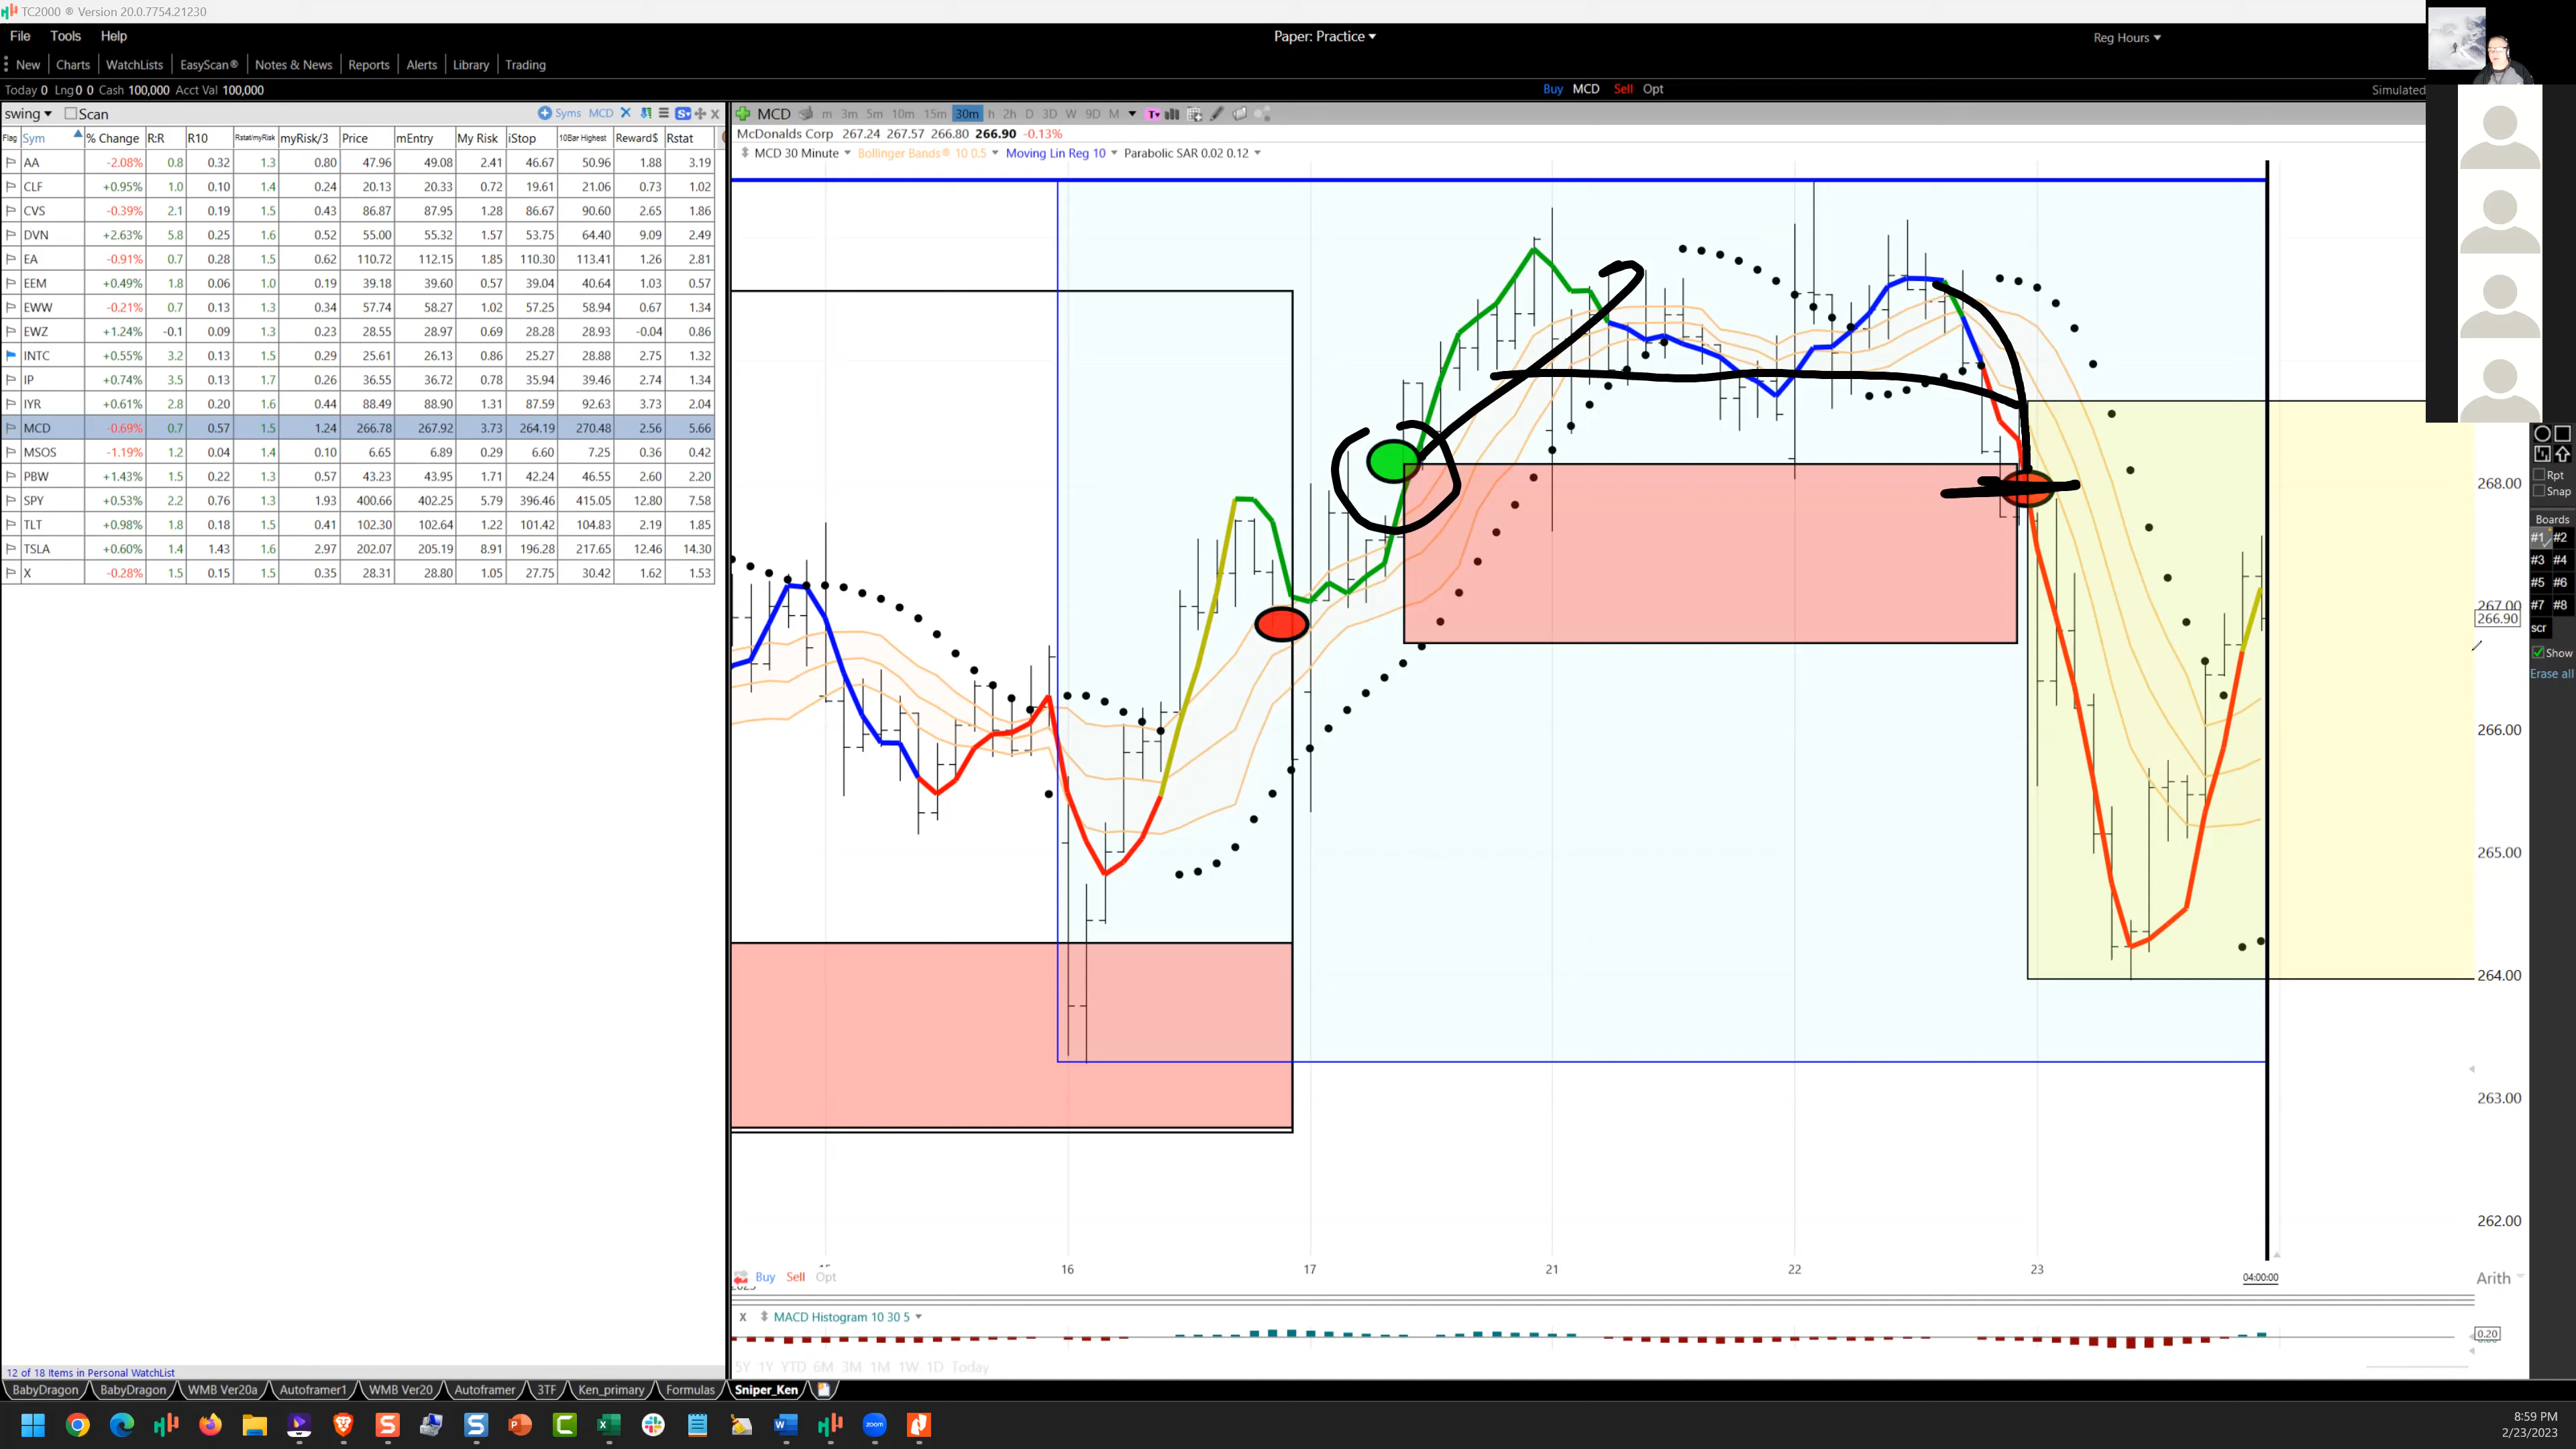 TC2000 ® Version 20.0.7754.21230
File Tools Help Paper: Practice Reg Hours
New Charts WatchLists EasyScan® Notes & News Reports Alerts Library Trading
Today 0 Lng 0 0 Cash 100,000 Acct Val 100,000 Buy MCD Sell Opt Simulated
swing Scan Syms MCD X
MCD m 3m 5m 10m 15m 30m h 2h D 3D W 9D M
McDonalds Corp 267.24 267.57 266.80 266.90 -0.13%
MCD 30 Minute Bollinger Bands® 10 0.5 Moving Lin Reg 10 Parabolic SAR 0.02 0.12
Flag Sym % Change R:R R10 Rstat/myRisk myRisk/3 Price mEntry My Risk iStop 10Bar Highest Reward$ Rstat
AA -2.08% 0.8 0.32 1.3 0.80 47.96 49.08 2.41 46.67 50.96 1.88 3.19
CLF +0.95% 1.0 0.10 1.4 0.24 20.13 20.33 0.72 19.61 21.06 0.73 1.02
CVS -0.39% 2.1 0.19 1.5 0.43 86.87 87.95 1.28 86.67 90.60 2.65 1.86
DVN +2.63% 5.8 0.25 1.6 0.52 55.00 55.32 1.57 53.75 64.40 9.09 2.49
EA -0.91% 0.7 0.28 1.5 0.62 110.72 112.15 1.85 110.30 113.41 1.26 2.81
EEM +0.49% 1.8 0.06 1.0 0.19 39.18 39.60 0.57 39.04 40.64 1.03 0.57
EWW -0.21% 0.7 0.13 1.3 0.34 57.74 58.27 1.02 57.25 58.94 0.67 1.34
EWZ +1.24% -0.1 0.09 1.3 0.23 28.55 28.97 0.69 28.28 28.93 -0.04 0.86
INTC +0.55% 3.2 0.13 1.5 0.29 25.61 26.13 0.86 25.27 28.88 2.75 1.32
IP +0.74% 3.5 0.13 1.7 0.26 36.55 36.72 0.78 35.94 39.46 2.74 1.34
IYR +0.61% 2.8 0.20 1.6 0.44 88.49 88.90 1.31 87.59 92.63 3.73 2.04
MCD -0.69% 0.7 0.57 1.5 1.24 266.78 267.92 3.73 264.19 270.48 2.56 5.66
MSOS -1.19% 1.2 0.04 1.4 0.10 6.65 6.89 0.29 6.60 7.25 0.36 0.42
PBW +1.43% 1.5 0.22 1.3 0.57 43.23 43.95 1.71 42.24 46.55 2.60 2.20
SPY +0.53% 2.2 0.76 1.3 1.93 400.66 402.25 5.79 396.46 415.05 12.80 7.58
TLT +0.98% 1.8 0.18 1.5 0.41 102.30 102.64 1.22 101.42 104.83 2.19 1.85
TSLA +0.60% 1.4 1.43 1.6 2.97 202.07 205.19 8.91 196.28 217.65 12.46 14.30
X -0.28% 1.5 0.15 1.5 0.35 28.31 28.80 1.05 27.75 30.42 1.62 1.53
268.00
267.00
266.90
266.00
265.00
264.00
263.00
262.00
Rpt
Snap
Boards
#1 #2
#3 #4
#5 #6
#7 #8
scr
Show
Erase all
16 17 21 22 23
Buy Sell Opt
04:00:00
Arith
X MACD Histogram 10 30 5
0.20
5Y 1Y YTD 6M 3M 1M 1W 1D Today
12 of 18 Items in Personal WatchList
BabyDragon BabyDragon WMB Ver20a Autoframer1 WMB Ver20 Autoframer 3TF Ken_primary Formulas Sniper_Ken
zoom
8:59 PM
2/23/2023